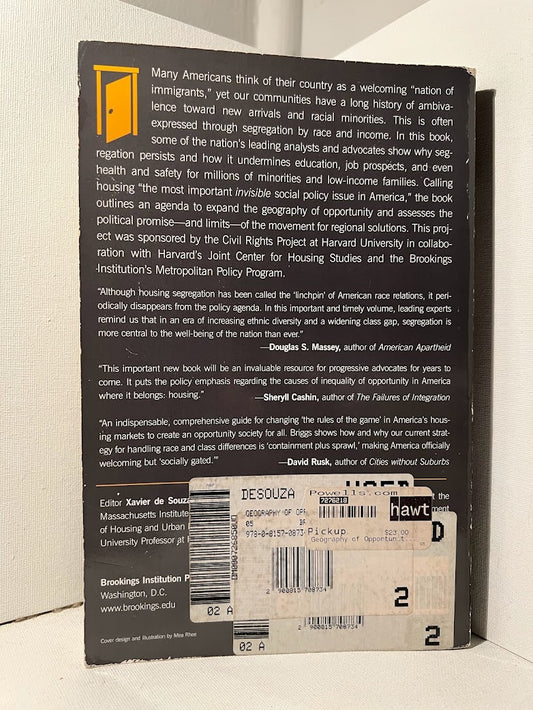 Many Americans think of their country as a welcoming “nation of
immigrants,” yet our communities have a long history of ambiva-
lence toward new arrivals and racial minorities. This is often
expressed through segregation by race and income. In this book,
some of the nation’s leading analysts and advocates show why seg-
regation persists and how it undermines education, job prospects, and even
health and safety for millions of minorities and low-income families. Calling
housing “the most important invisible social policy issue in America,” the book
outlines an agenda to expand the geography of opportunity and assesses the
political promise—and limits—of the movement for regional solutions. This proj-
ect was sponsored by the Civil Rights Project at Harvard University in collabo-
ration with Harvard’s Joint Center for Housing Studies and the Brookings
Institution’s Metropolitan Policy Program.
“Although housing segregation has been called the ‘linchpin’ of American race relations, it peri-
odically disappears from the policy agenda. In this important and timely volume, leading experts
remind us that in an era of increasing ethnic diversity and a widening class gap, segregation is
more central to the well-being of the nation than ever.”
—Douglas S. Massey, author of American Apartheid
“This important new book will be an invaluable resource for progressive advocates for years to
come. It puts the policy emphasis regarding the causes of inequality of opportunity in America
where it belongs: housing.”
—Sheryll Cashin, author of The Failures of Integration
“An indispensable, comprehensive guide for changing ‘the rules of the game’ in America’s hous-
ing markets to create an opportunity society for all. Briggs shows how and why our current strat-
egy for handling race and class differences is ‘containment plus sprawl,’ making America officially
welcoming but ‘socially gated.’”
—David Rusk, author of Cities without Suburbs
Editor Xavier de Souza
Massachusetts Institute
of Housing and Urban
University Professor
the
ment
USED
DESOUZA
Powells.com
7276218
hawt
GEOGRAPHY OF OPP
05
978-0-8157-0873
Pickup
$23.00
Geography of Opportunit...
2 900815 708734
02 A
2
2 900815 708734
02 A
2
Brookings Institution P
Washington, D.C.
www.brookings.edu
Cover design and illustration by Mira Rhee